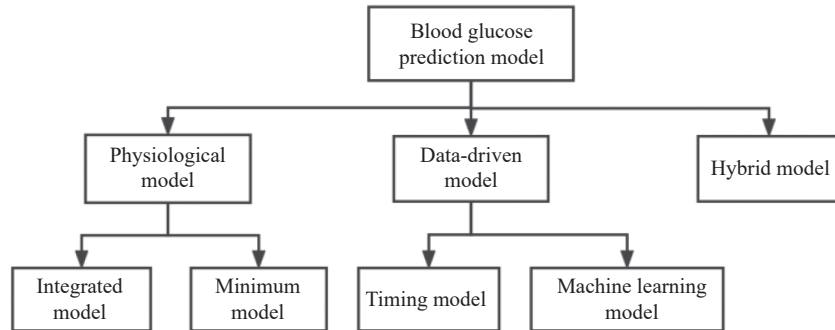 Blood glucose
prediction model
Physiological
model
Data-driven
model
Hybrid model
Integrated
model
Minimum
model
Timing model
Machine learning
model